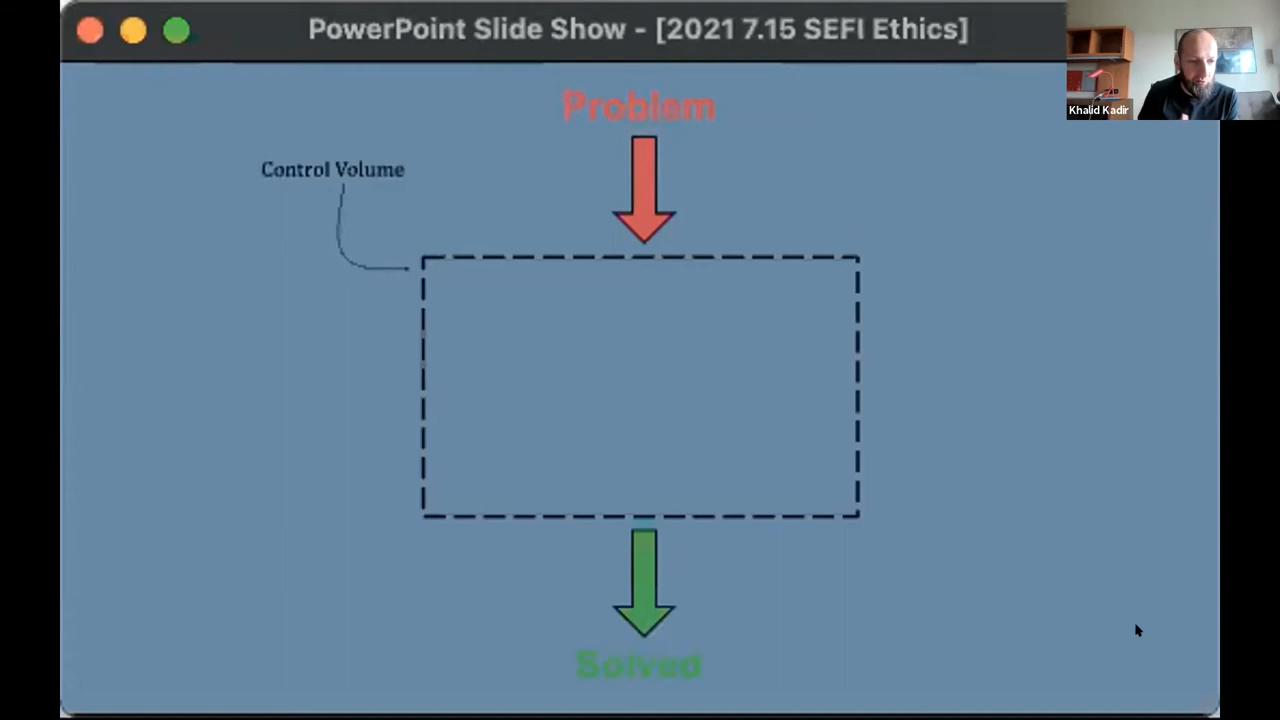 PowerPoint Slide Show - [2021 7.15 SEFI Ethics]
Khalid Kadir
Problem
Control Volume
Solved